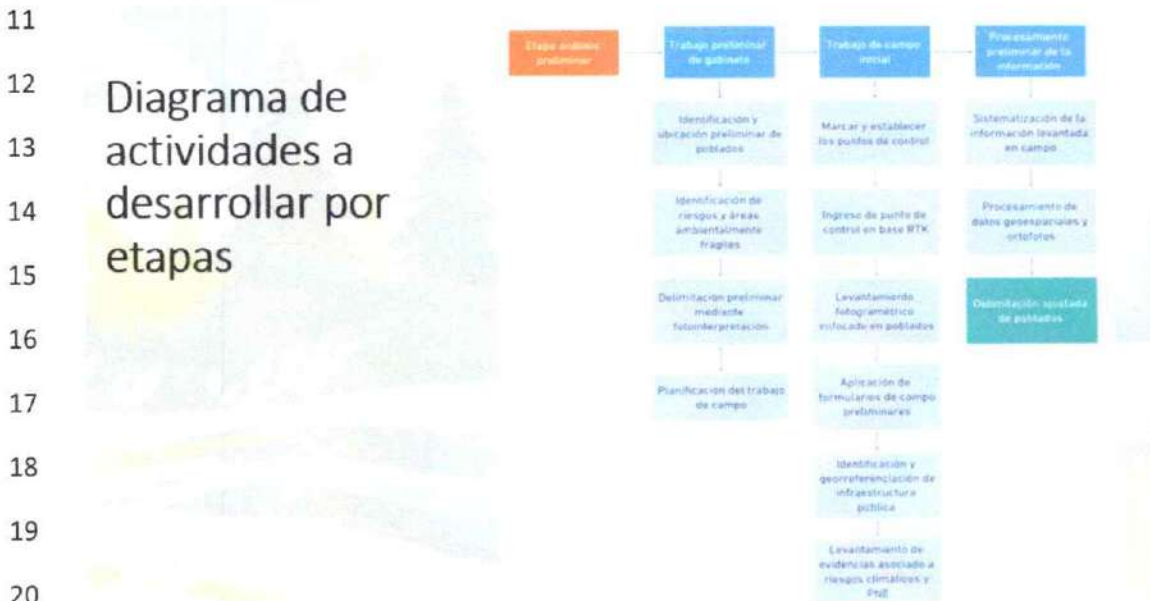 11
12
13
14
15
16
17
18
19
20
Diagrama de
actividades a
desarrollar por
etapas
Etapa análisis
preliminar
Trabajo preliminar
de gabinete
Identificación y
ubicación preliminar de
poblados
Identificación de
riesgos y áreas
ambientalmente
fragiles
Delimitación preliminar
mediante
fotointerpretación
Planificación del trabajo
de campo
Trabajo de campo
inicial
Marcar y establecer
los puntos de control
Ingreso de punto de
control en base RTK
Levantamiento
fotogramétrico
enfocado en poblados
Aplicación de
formularios de campo
preliminares
Identificación y
georreferenciación de
infraestructura
pública
Levantamiento de
evidencias asociado a
riesgos climáticos y
PNE
Procesamiento
preliminar de la
información
Sistematización de la
información levantada
en campo
Procesamiento de
datos geoespaciales y
ortofotos
Delimitación ajustada
de poblados